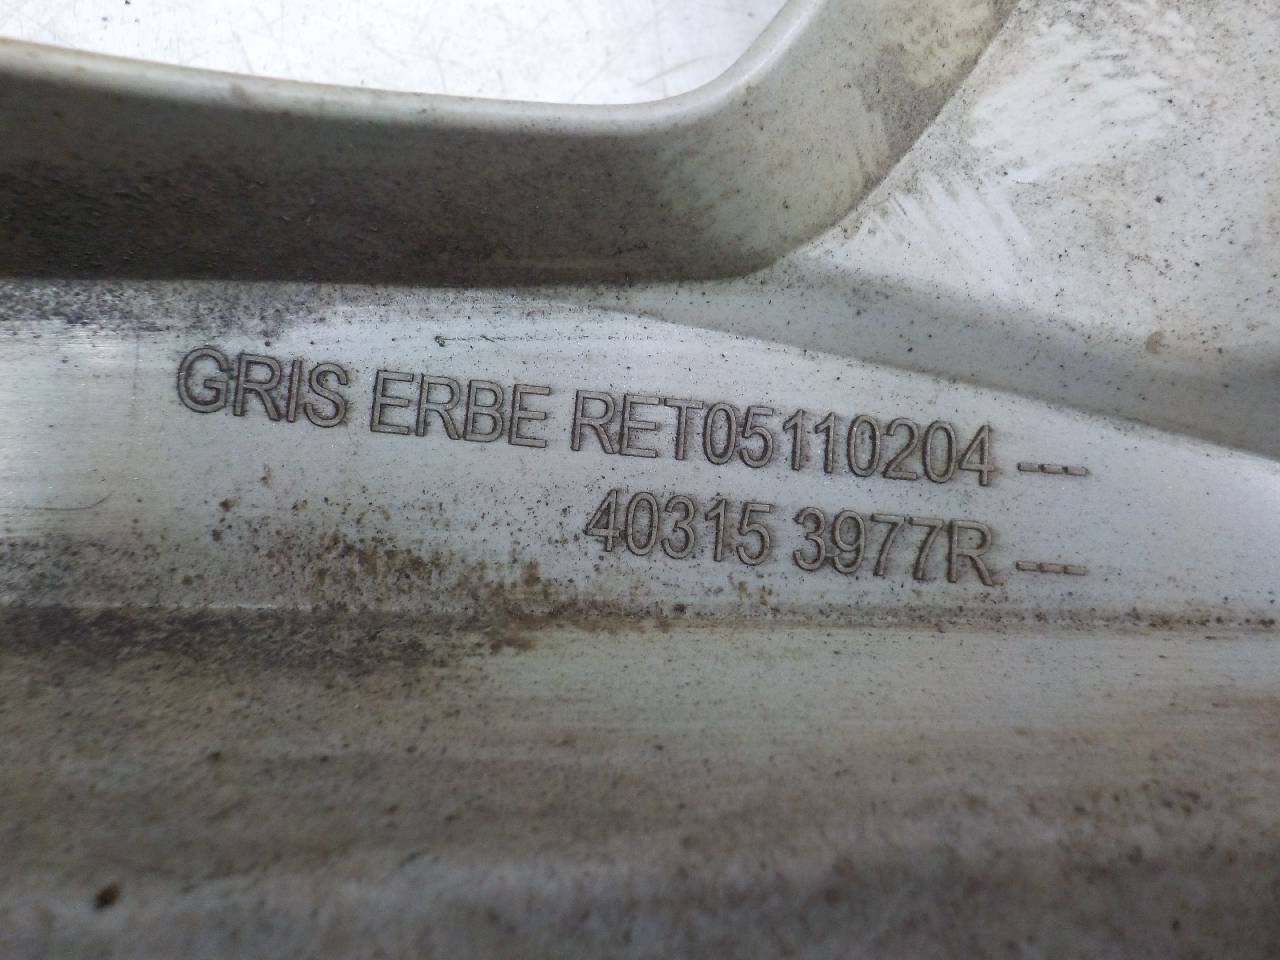 GRIS ERBE RET05110204 ---
40315 3977R ---